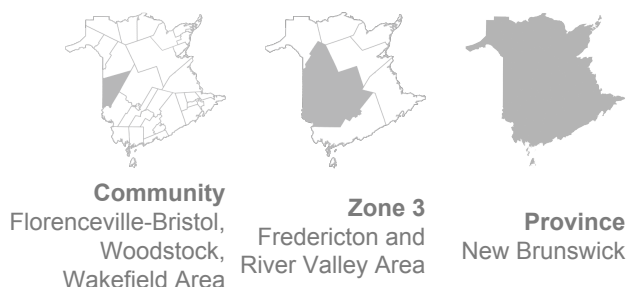 Community
Florenceville-Bristol,
Woodstock,
Wakefield Area
Zone 3
Fredericton and
River Valley Area
Province
New Brunswick